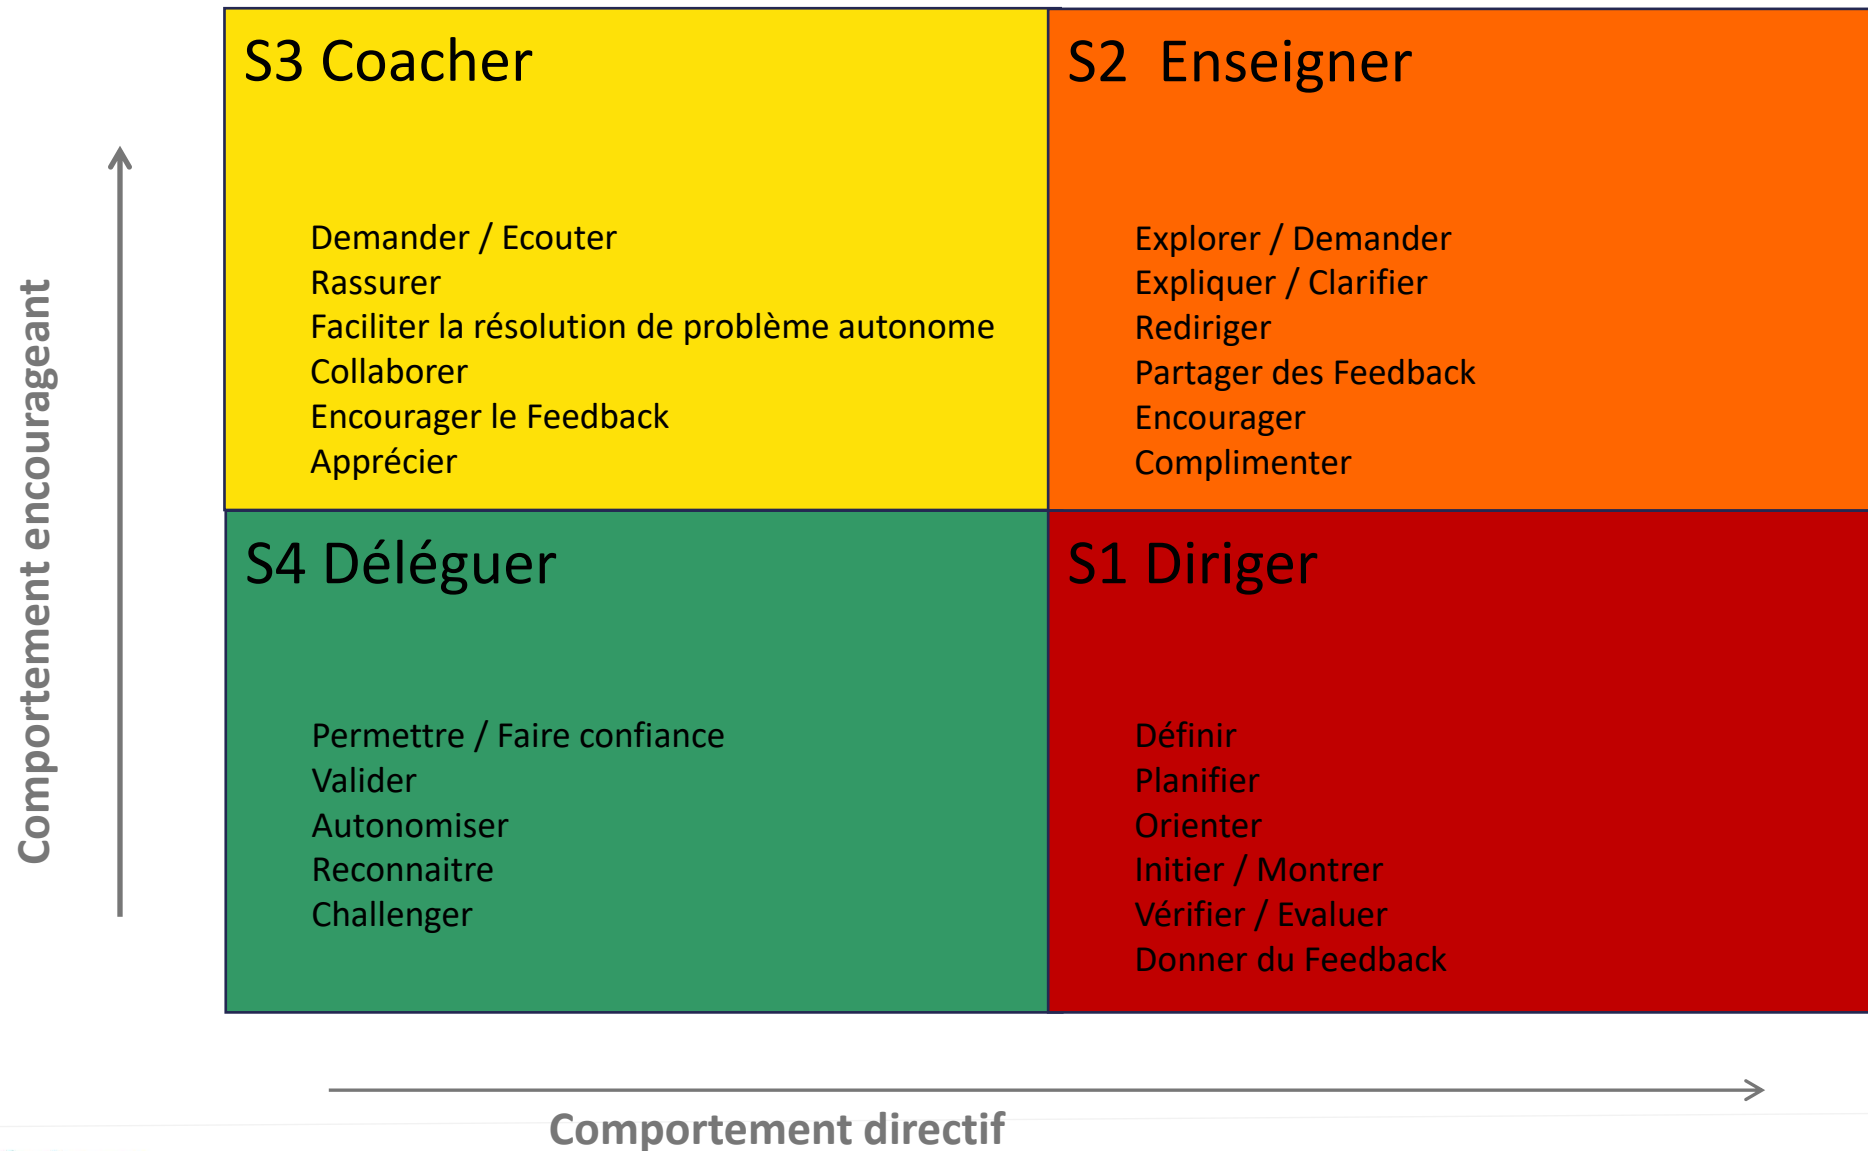 S3 Coacher
Demander / Ecouter
Rassurer
Faciliter la résolution de problème autonome
Collaborer
Encourager le Feedback
Apprécier
S2 Enseigner
Explorer / Demander
Expliquer / Clarifier
Rediriger
Partager des Feedback
Encourager
Complimenter
S4 Déléguer
Permettre / Faire confiance
Valider
Autonomiser
Reconnaitre
Challenger
S1 Diriger
Définir
Planifier
Orienter
Initier / Montrer
Vérifier / Evaluer
Donner du Feedback
Comportement encourageant
Comportement directif